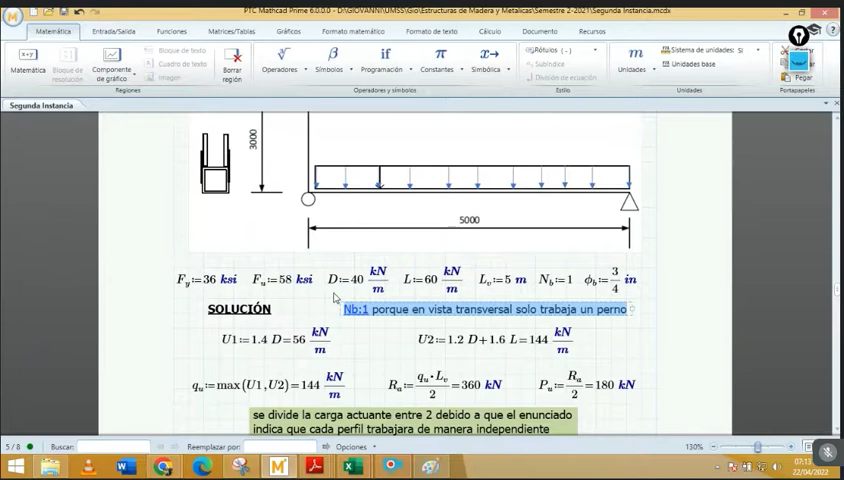 PTC Mathcad Prime 6.0.0.0 - D:\GIOVANNI\UMSS\Gio\Estructuras de Madera y Metalicas\Semestre 2-2021\Segunda Instancia.mcdx
Matemática Entrada/Salida Funciones Matrices/Tablas Gráficos Formato matemático Formato de texto Cálculo Documento Recursos
Matemática Bloque de resolución Componente de gráfico Bloque de texto Cuadro de texto Imagen Borrar región
Operadores Símbolos Programación Constantes Simbólica
Rótulos (-) Subíndice División de ecuación
Unidades Sistema de unidades: SI Unidades base
Pegar
Regiones Operadores y símbolos Estilo Unidades Portapapeles
Segunda Instancia
3000
5000
Fy:=36 ksi Fu:=58 ksi D:=40 kN/m L:=60 kN/m Lv:=5 m Nb:=1 ϕb:=3/4 in
SOLUCIÓN Nb:1 porque en vista transversal solo trabaja un perno
U1:=1.4 D=56 kN/m U2:=1.2 D+1.6 L=144 kN/m
qu:=max(U1,U2)=144 kN/m Ra:=qu·Lv/2=360 kN Pu:=Ra/2=180 kN
se divide la carga actuante entre 2 debido a que el enunciado
indica que cada perfil trabajara de manera independiente
5 / 8 Buscar: Reemplazar por: Opciones 130%
07:13
22/04/2022